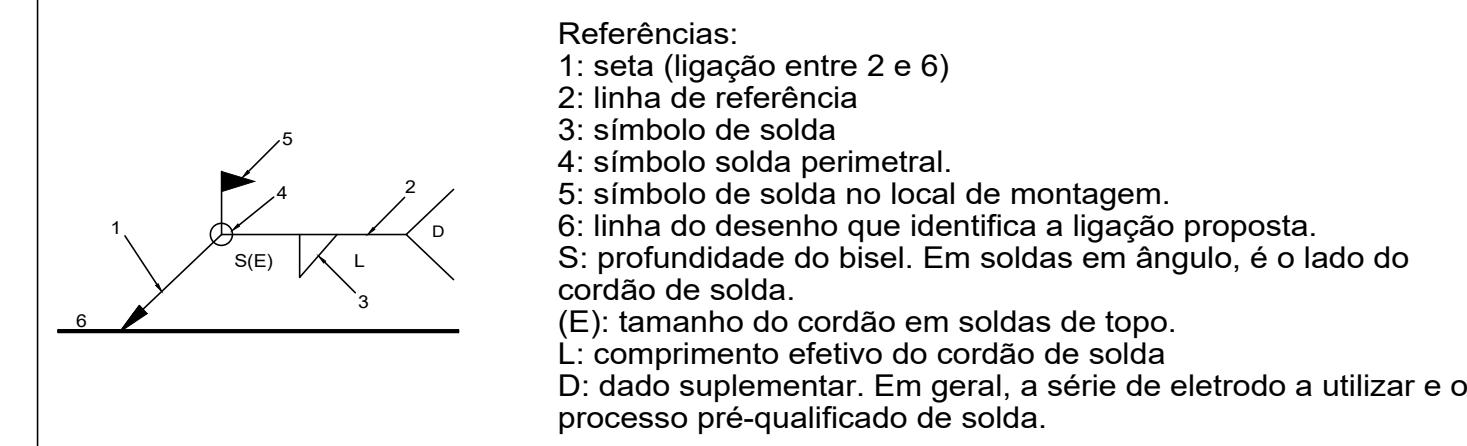 5
4
2
1
D
S(E)
L
3
6
Referências:
1: seta (ligação entre 2 e 6)
2: linha de referência
3: símbolo de solda
4: símbolo solda perimetral.
5: símbolo de solda no local de montagem.
6: linha do desenho que identifica a ligação proposta.
S: profundidade do bisel. Em soldas em ângulo, é o lado do
cordão de solda.
(E): tamanho do cordão em soldas de topo.
L: comprimento efetivo do cordão de solda
D: dado suplementar. Em geral, a série de eletrodo a utilizar e o
processo pré-qualificado de solda.